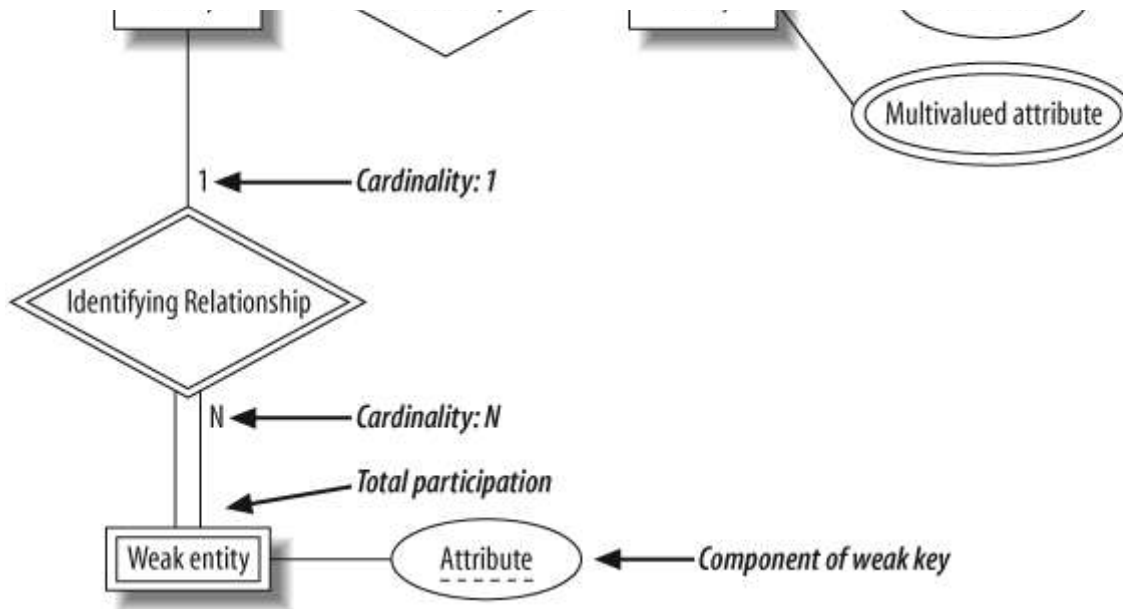 Multivalued attribute
1
Cardinality: 1
Identifying Relationship
N
Cardinality: N
Total participation
Weak entity
Attribute
Component of weak key